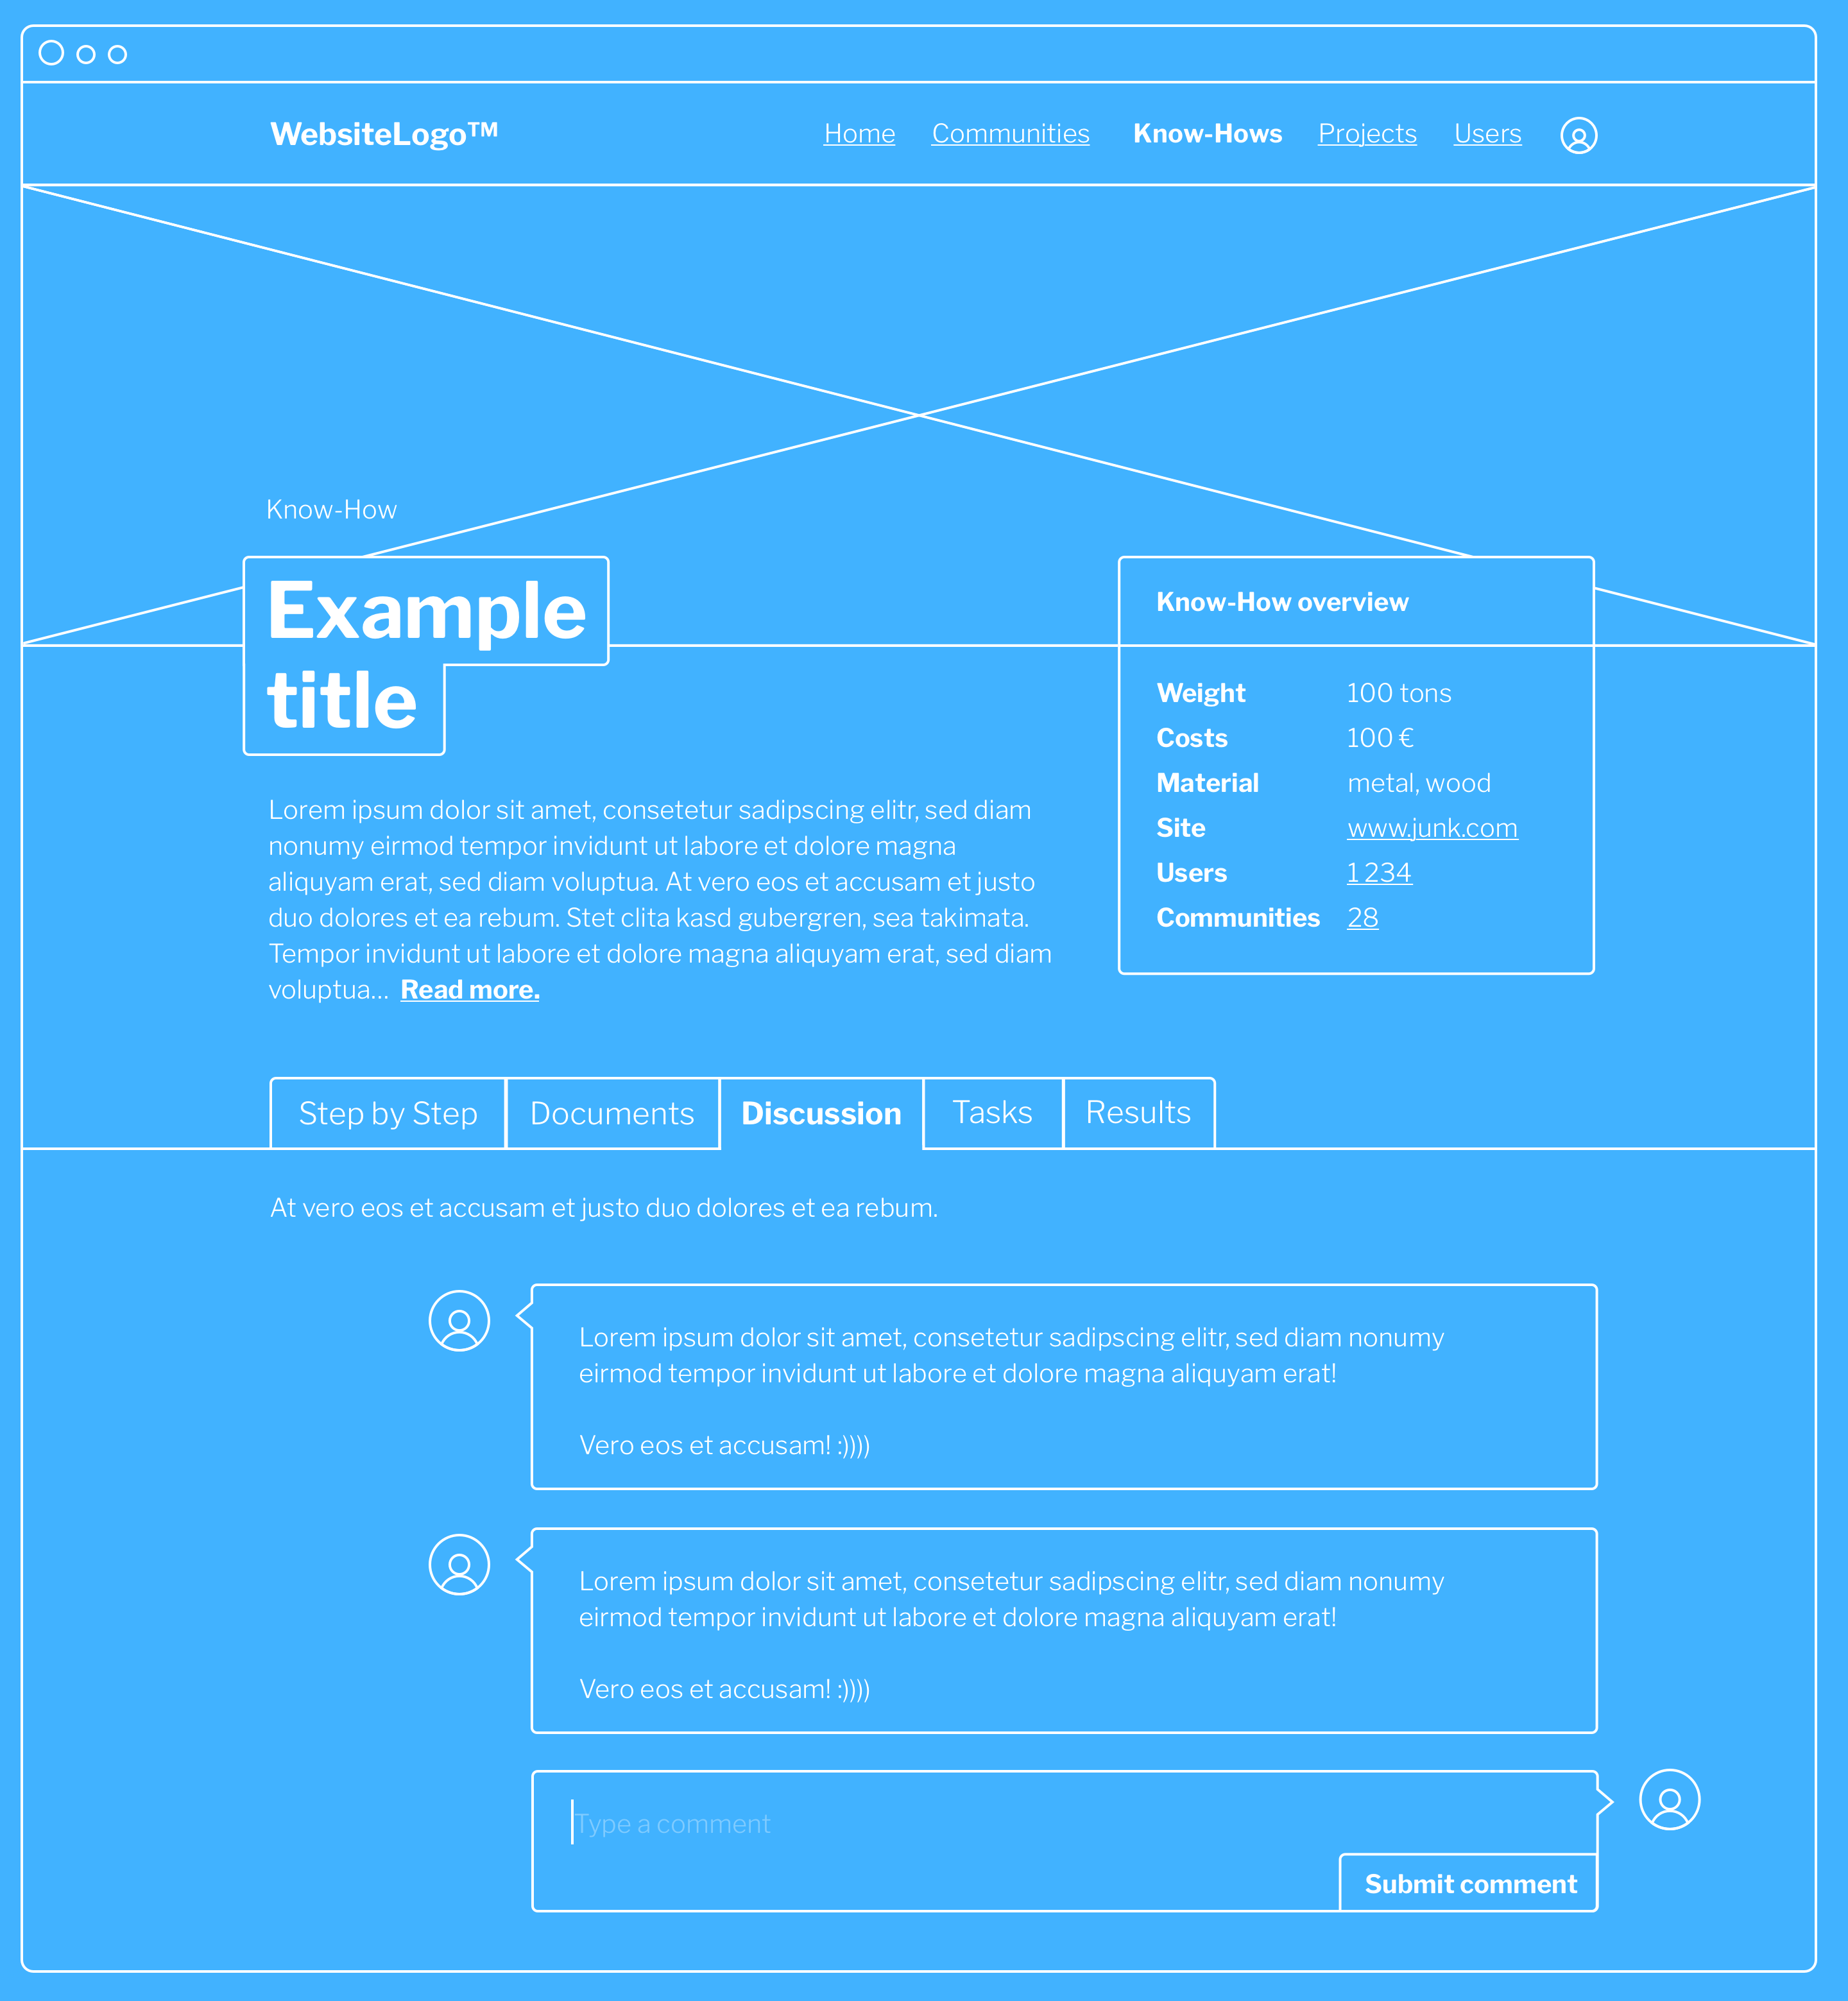 WebsiteLogo™
Home Communities Know-Hows Projects Users
Know-How
Example
title
Lorem ipsum dolor sit amet, consetetur sadipscing elitr, sed diam
nonumy eirmod tempor invidunt ut labore et dolore magna
aliquyam erat, sed diam voluptua. At vero eos et accusam et justo
duo dolores et ea rebum. Stet clita kasd gubergren, sea takimata.
Tempor invidunt ut labore et dolore magna aliquyam erat, sed diam
voluptua... Read more.
Know-How overview
Weight 100 tons
Costs 100 €
Material metal, wood
Site www.junk.com
Users 1 234
Communities 28
Step by Step Documents Discussion Tasks Results
At vero eos et accusam et justo duo dolores et ea rebum.
Lorem ipsum dolor sit amet, consetetur sadipscing elitr, sed diam nonumy
eirmod tempor invidunt ut labore et dolore magna aliquyam erat!
Vero eos et accusam! :))))
Lorem ipsum dolor sit amet, consetetur sadipscing elitr, sed diam nonumy
eirmod tempor invidunt ut labore et dolore magna aliquyam erat!
Vero eos et accusam! :))))
Type a comment
Submit comment